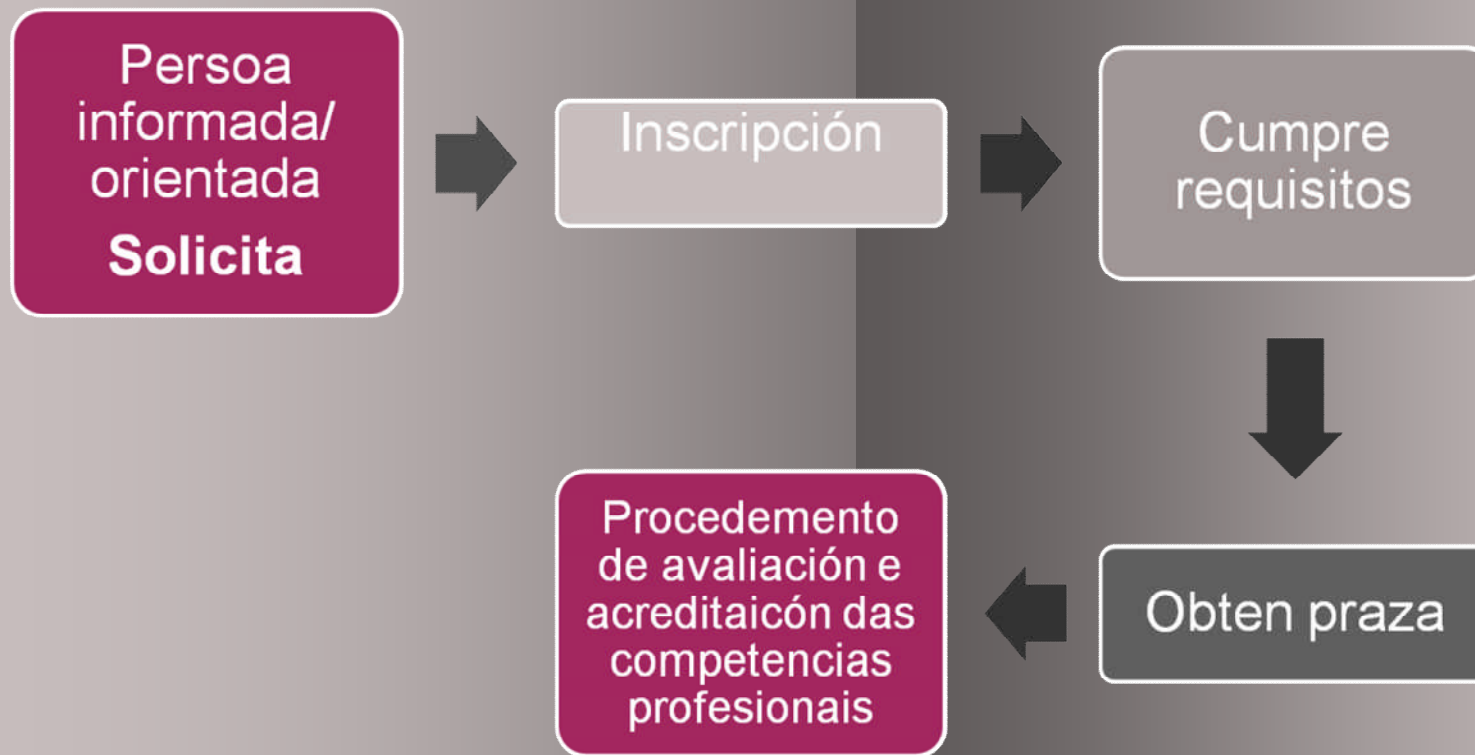 Persoa
informada/
orientada
Solicita
Inscripción
Cumpre
requisitos
Obten praza
Procedemento
de avaliación e
acreditaicón das
competencias
profesionais